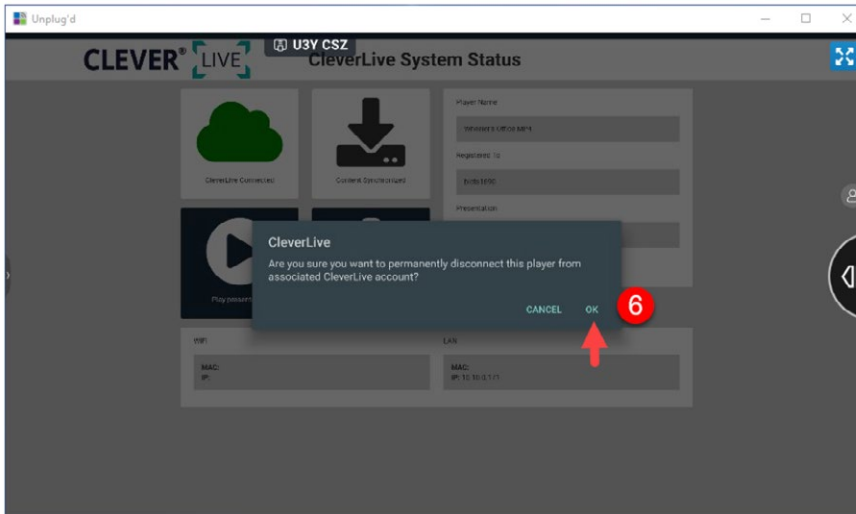 Unplug'd
CLEVER® LIVE
U3Y CSZ
CleverLive System Status
Player Name
Registered To
Presentation
CleverLive Connected
Content Synchronized
CleverLive
Are you sure you want to permanently disconnect this player from
associated CleverLive account?
CANCEL OK 6
Play
WiFi
MAC:
IP:
LAN
MAC:
IP: